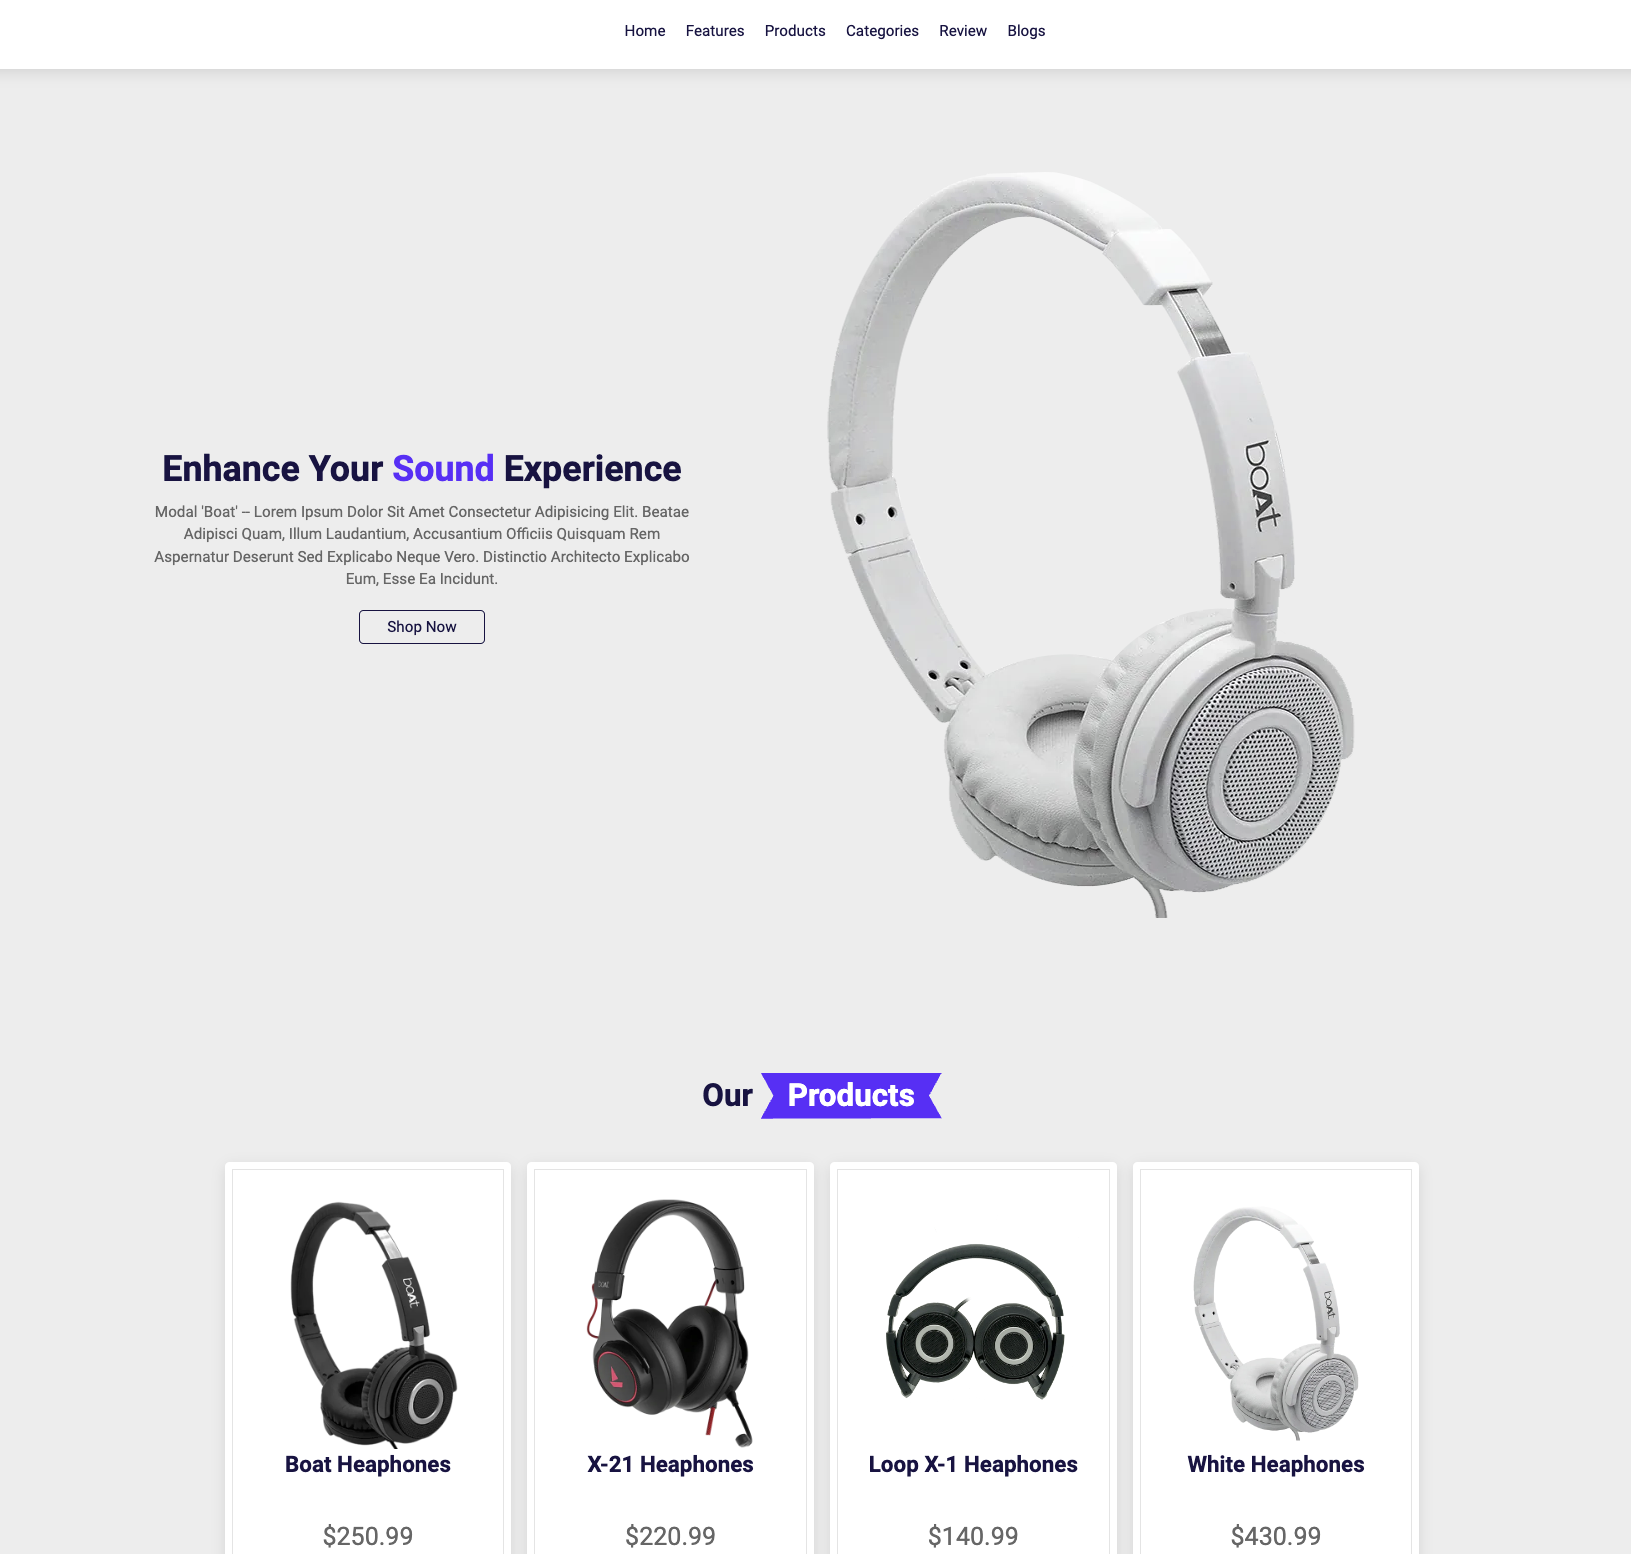 Home Features Products Categories Review Blogs
boAt
Enhance Your Sound Experience
Modal 'Boat' – Lorem Ipsum Dolor Sit Amet Consectetur Adipisicing Elit. Beatae
Adipisci Quam, Illum Laudantium, Accusantium Officiis Quisquam Rem
Aspernatur Deserunt Sed Explicabo Neque Vero. Distinctio Architecto Explicabo
Eum, Esse Ea Incidunt.
Shop Now
Our Products
boAt
boAt
boAt
Boat Heaphones
X-21 Heaphones
Loop X-1 Heaphones
White Heaphones
$250.99
$220.99
$140.99
$430.99